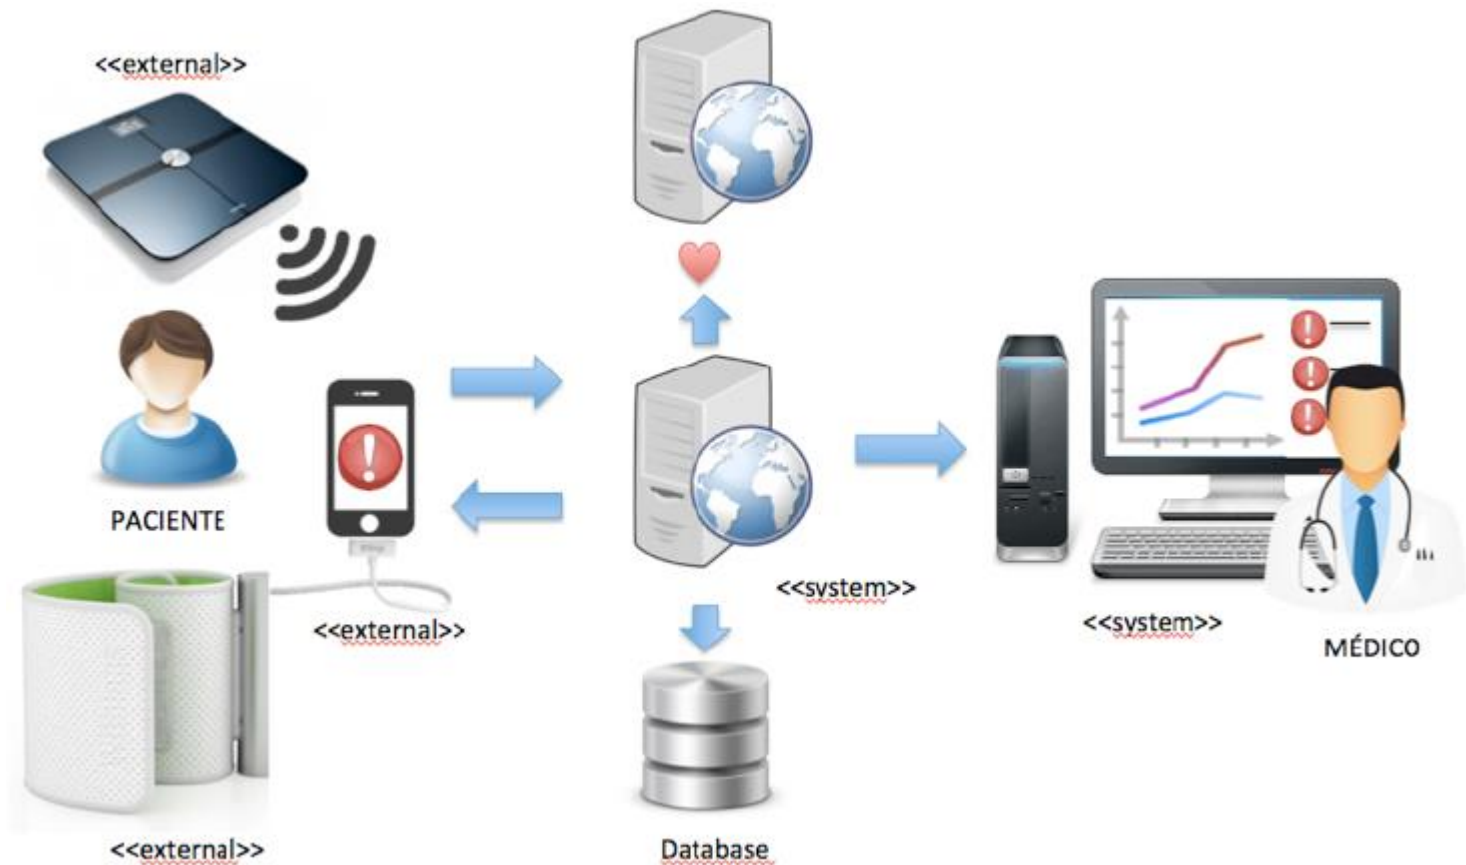 <<external>>
PACIENTE
<<external>>
<<system>>
<<system>>
MÉDICO
<<external>>
Database